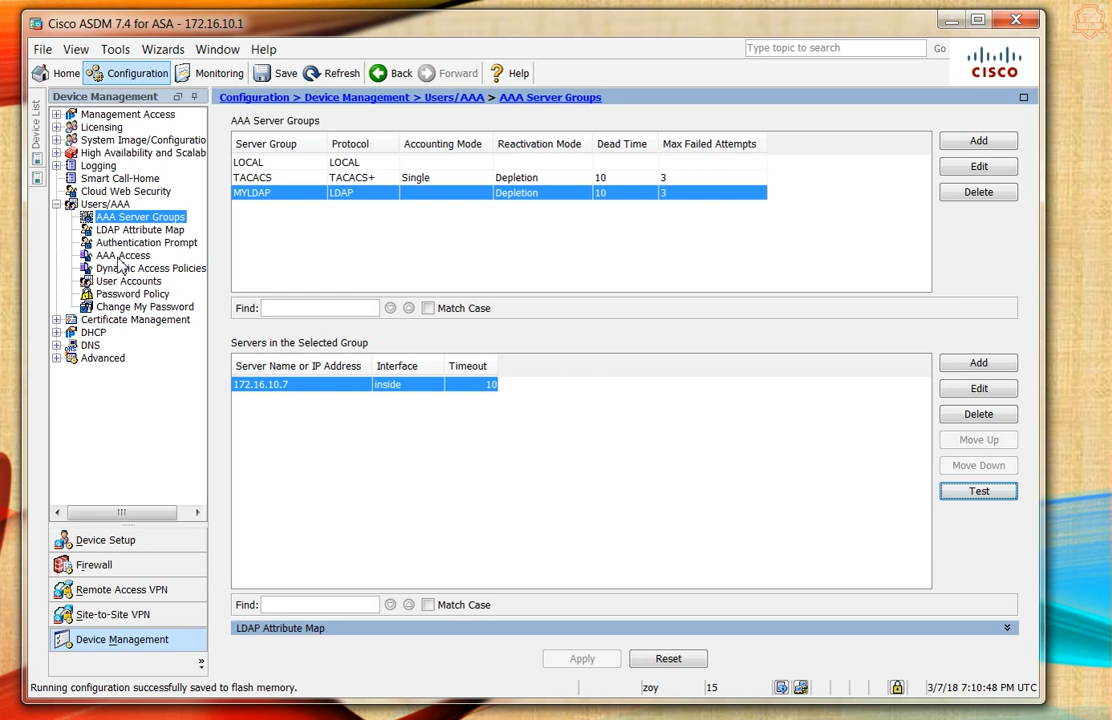 Cisco ASDM 7.4 for ASA - 172.16.10.1
File View Tools Wizards Window Help
Type topic to search Go
Home Configuration Monitoring Save Refresh Back Forward Help
CISCO
Device List
Device Management
Management Access
Licensing
System Image/Configuratio
High Availability and Scalab
Logging
Smart Call-Home
Cloud Web Security
Users/AAA
AAA Server Groups
LDAP Attribute Map
Authentication Prompt
AAA Access
Dynamic Access Policies
User Accounts
Password Policy
Change My Password
Certificate Management
DHCP
DNS
Advanced
Device Setup
Firewall
Remote Access VPN
Site-to-Site VPN
Device Management
Configuration > Device Management > Users/AAA > AAA Server Groups
AAA Server Groups
Server Group Protocol Accounting Mode Reactivation Mode Dead Time Max Failed Attempts
LOCAL LOCAL
TACACS TACACS+ Single Depletion 10 3
MYLDAP LDAP Depletion 10 3
Add
Edit
Delete
Find: Match Case
Servers in the Selected Group
Server Name or IP Address Interface Timeout
172.16.10.7 inside 10
Add
Edit
Delete
Move Up
Move Down
Test
Find: Match Case
LDAP Attribute Map
Apply Reset
Running configuration successfully saved to flash memory. zoy 15 3/7/18 7:10:48 PM UTC